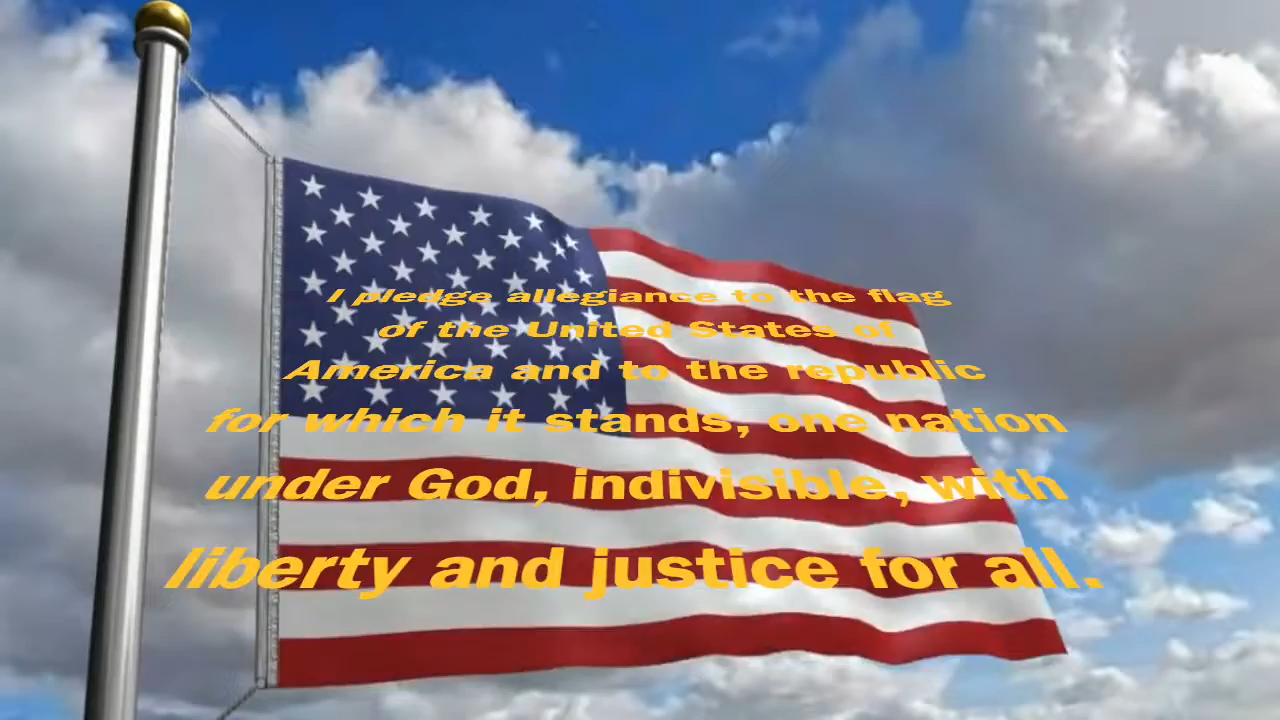 I pledge allegiance to the flag
of the United States of
America and to the republic
for which it stands, one nation
under God, indivisible, with
liberty and justice for all.